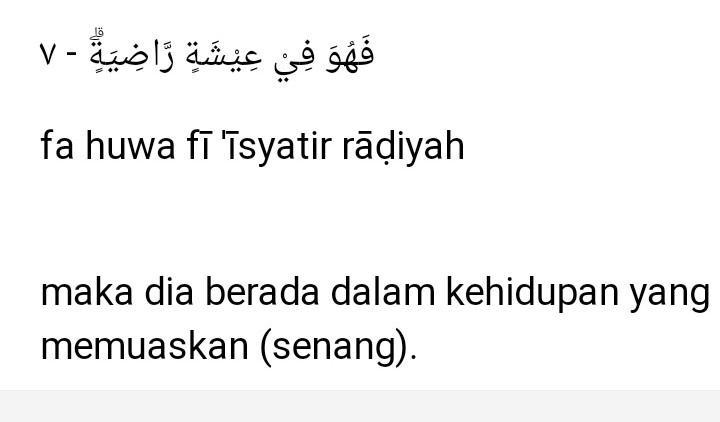 فَهُوَ فِيْ عِيْشَةٍ رَّاضِيَةٍۗ - ٧
fa huwa fī 'īsyatir rāḍiyah
maka dia berada dalam kehidupan yang
memuaskan (senang).